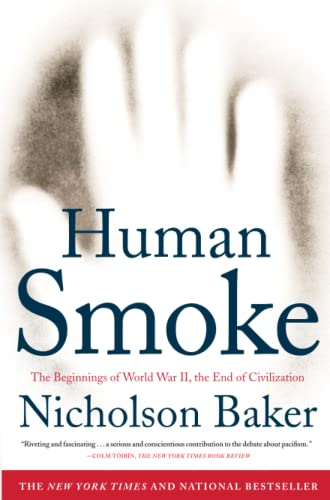 Human
Smoke
The Beginnings of World War II, the End of Civilization
Nicholson Baker
"Riveting and fascinating . . . a serious and conscientious contribution to the debate about pacifism."
—COLM TÓIBÍN, THE NEW YORK TIMES BOOK REVIEW
THE NEW YORK TIMES AND NATIONAL BESTSELLER